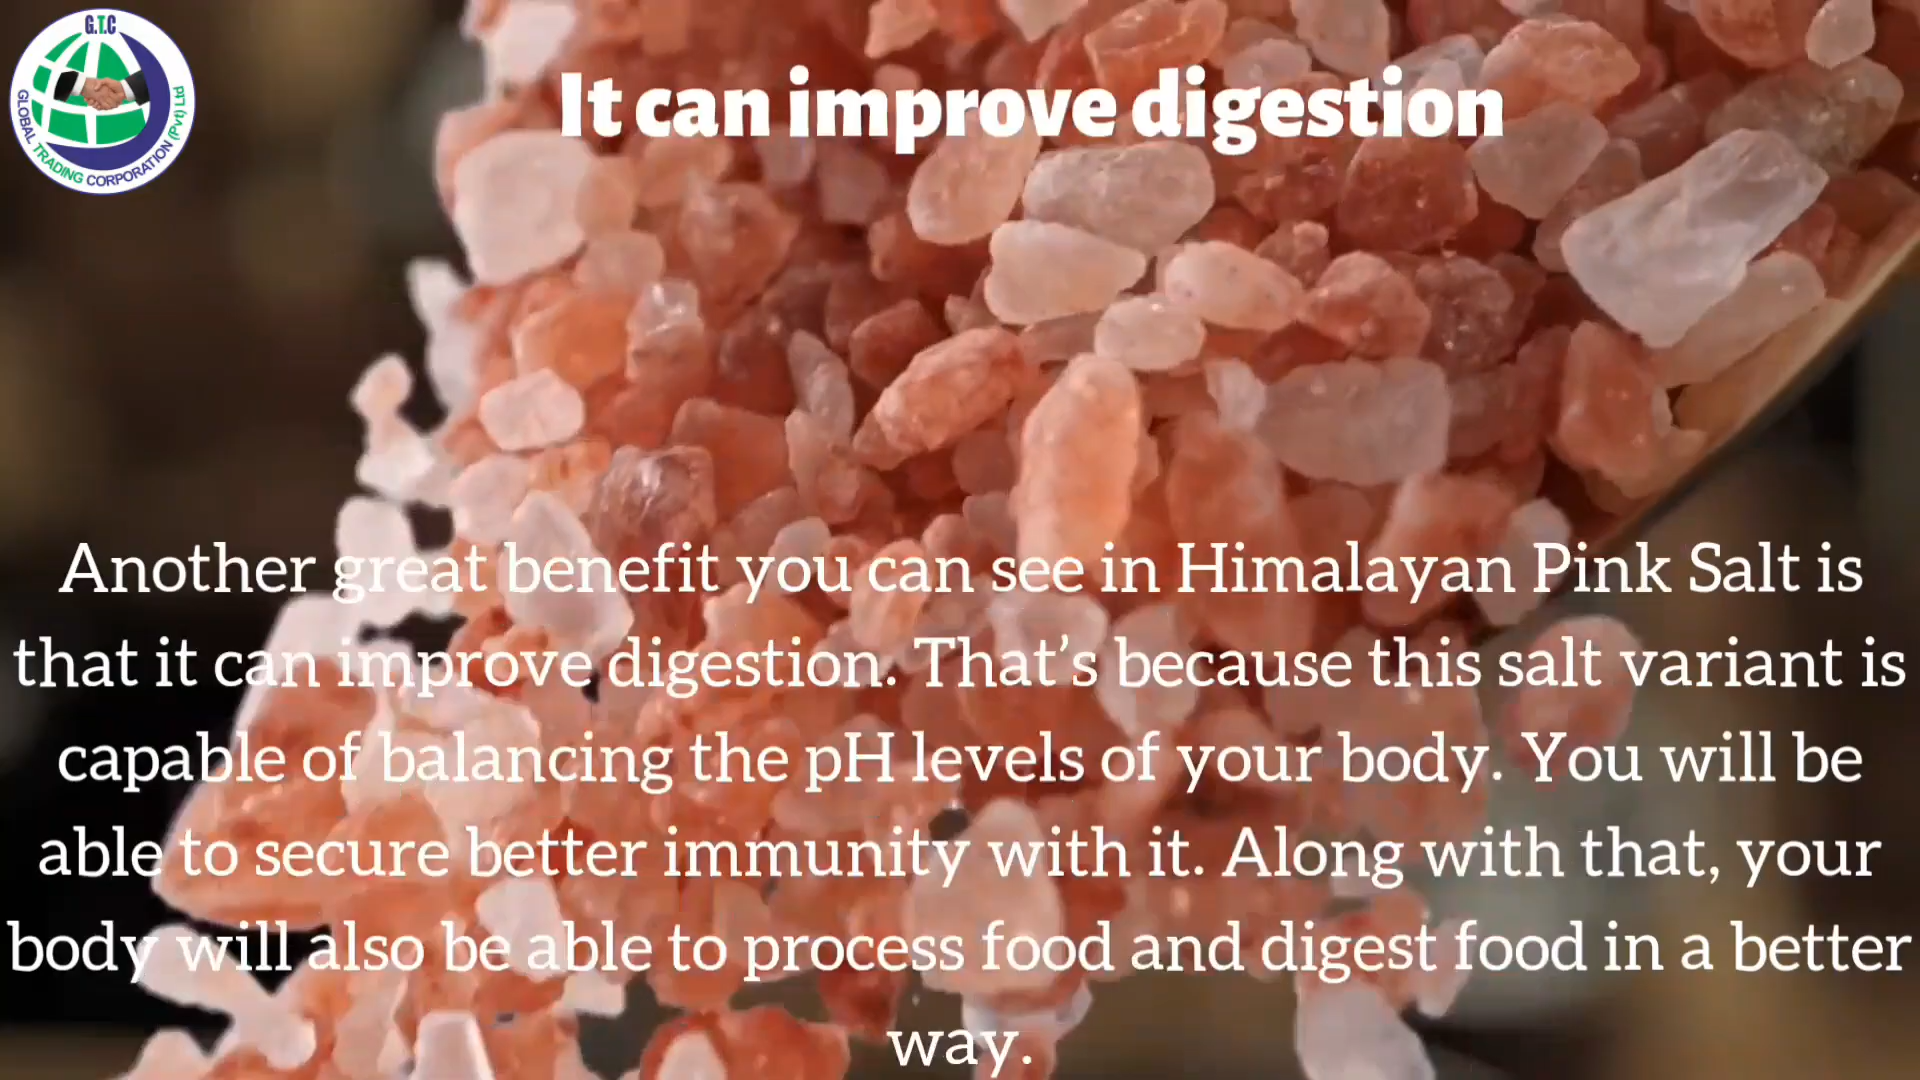 G.T.C
GLOBAL TRADING CORPORATION (Pvt) Ltd
It can improve digestion
Another great benefit you can see in Himalayan Pink Salt is
that it can improve digestion. That’s because this salt variant is
capable of balancing the pH levels of your body. You will be
able to secure better immunity with it. Along with that, your
body will also be able to process food and digest food in a better
way.